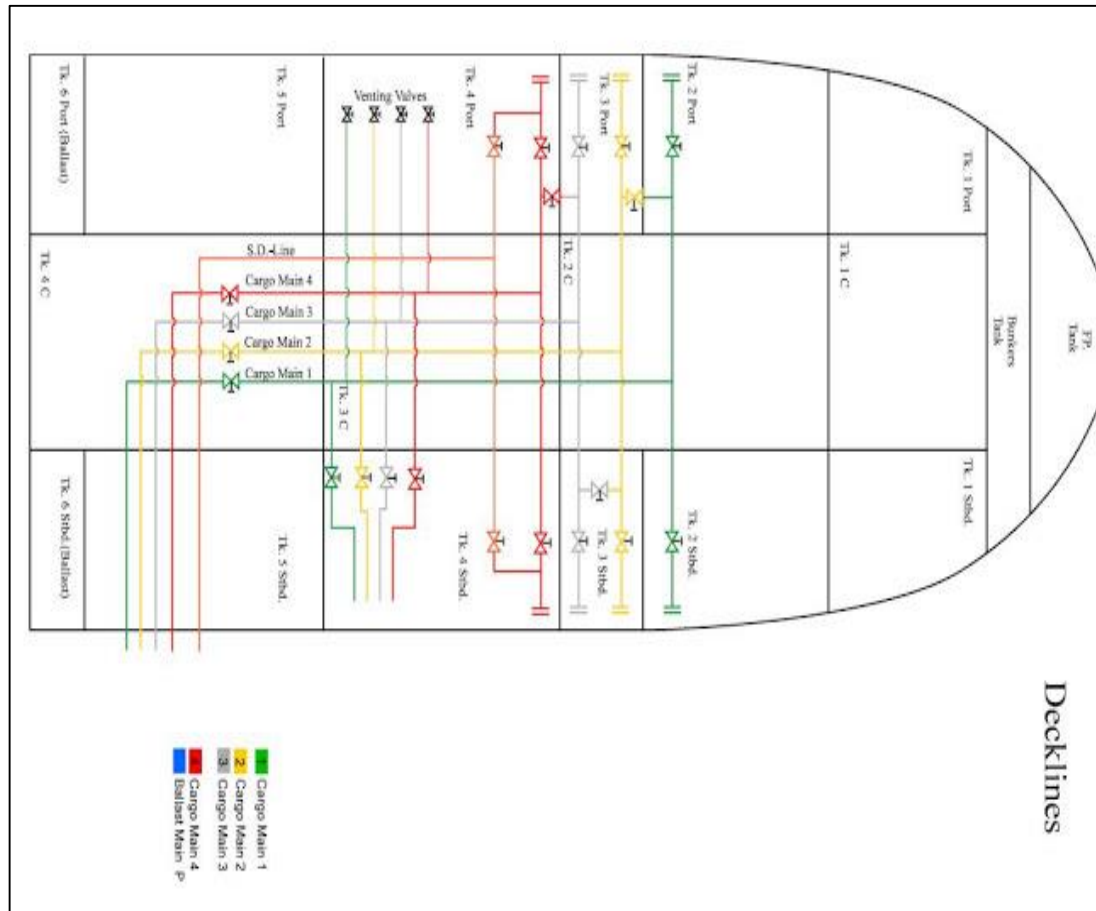 Decklines
FP.
Tank
Bunkers
Tank
Tk. 1 Port
Tk. 1 C
Tk. 1 Stbd.
Tk. 2 Port
Tk. 2 C
Tk. 2 Stbd.
Tk. 3 Port
Tk. 3 C
Tk. 3 Stbd.
Tk. 4 Port
Tk. 4 Stbd.
Tk. 5 Port
Tk. 5 Stbd.
Tk. 6 Port (Ballast)
Tk. 6 Stbd.(Ballast)
Venting Valves
S.D.-Line
Cargo Main 4
Cargo Main 3
Cargo Main 2
Cargo Main 1
1 Cargo Main 1
2 Cargo Main 2
3 Cargo Main 3
4 Cargo Main 4
Ballast Main P